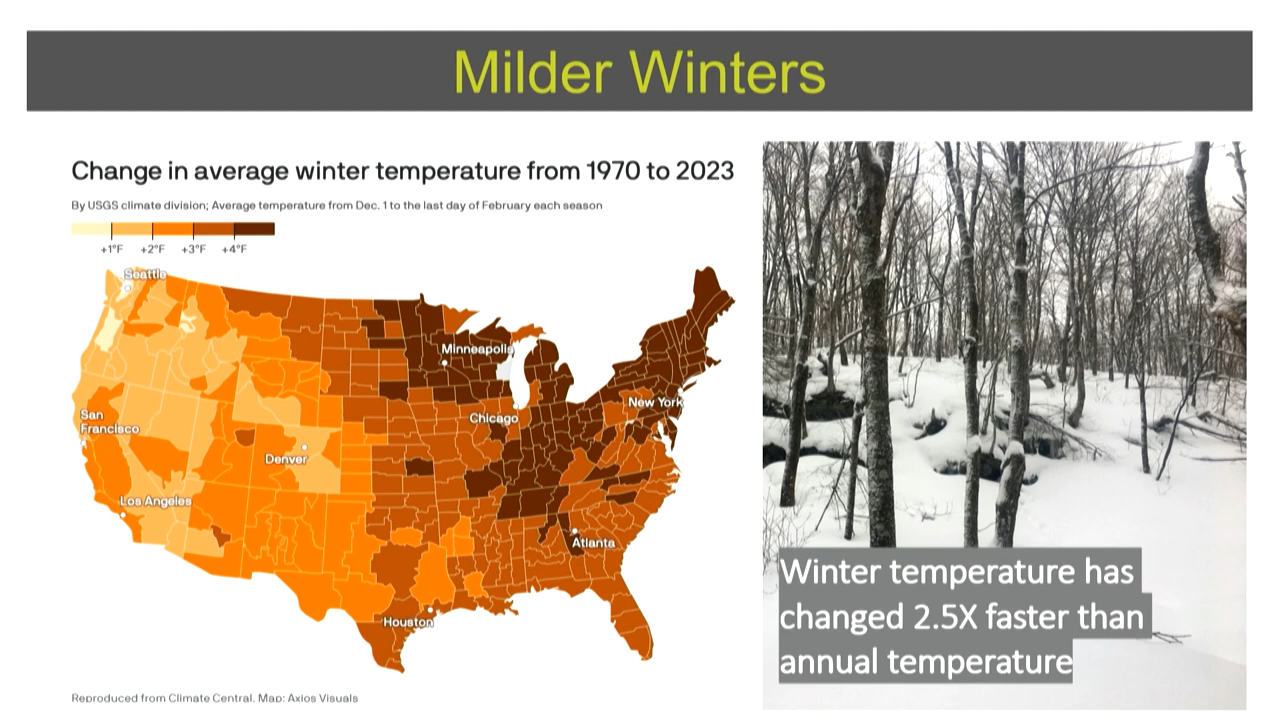 Milder Winters
Change in average winter temperature from 1970 to 2023
By USGS climate division; Average temperature from Dec. 1 to the last day of February each season
+1°F +2°F +3°F +4°F
Seattle
Minneapolis
New York
San
Francisco
Chicago
Denver
Los Angeles
Atlanta
Houston
Reproduced from Climate Central. Map: Axios Visuals
Winter temperature has
changed 2.5X faster than
annual temperature